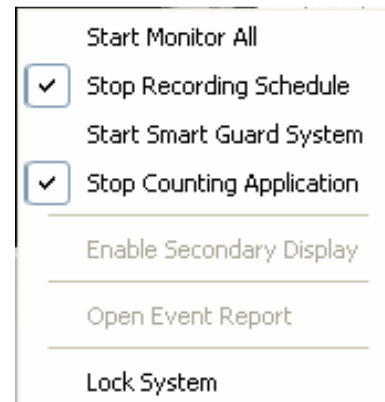 Start Monitor All
Stop Recording Schedule
Start Smart Guard System
Stop Counting Application
Enable Secondary Display
Open Event Report
Lock System